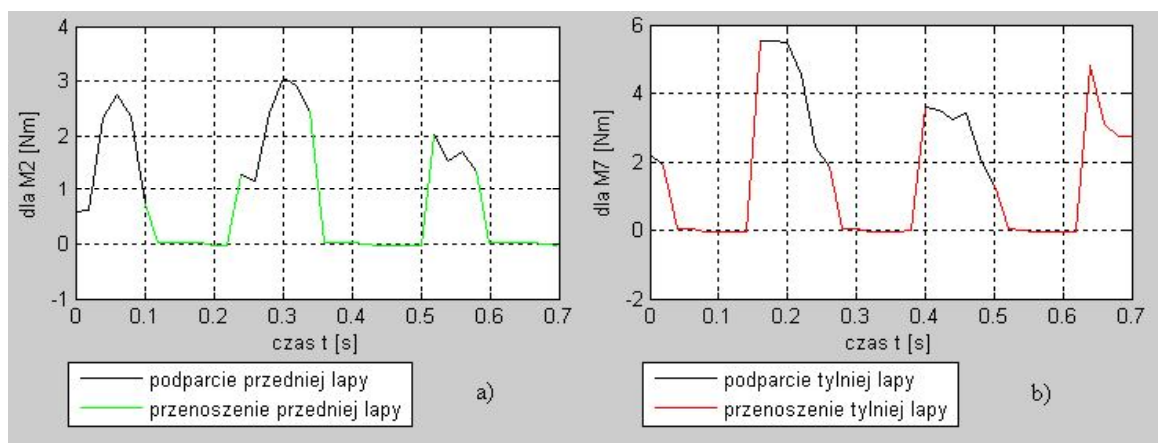 4
3
2
1
0
-1
dla M2 [Nm]
0 0.1 0.2 0.3 0.4 0.5 0.6 0.7
czas t [s]
podparcie przedniej lapy
przenoszenie przedniej lapy
a)
6
4
2
0
-2
dla M7 [Nm]
0 0.1 0.2 0.3 0.4 0.5 0.6 0.7
czas t [s]
podparcie tylniej lapy
przenoszenie tylniej lapy
b)